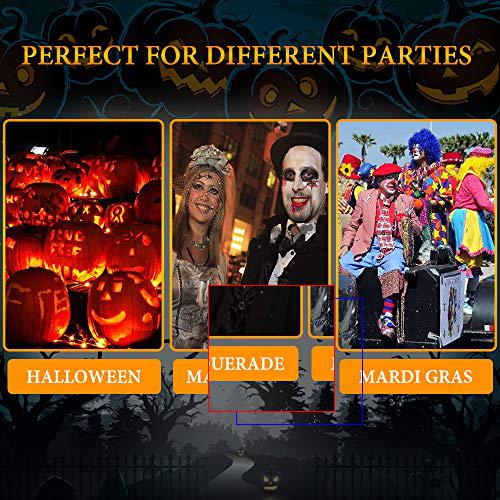 PERFECT FOR DIFFERENT PARTIES
HALLOWEEN
MA
UERADE
MARDI GRAS